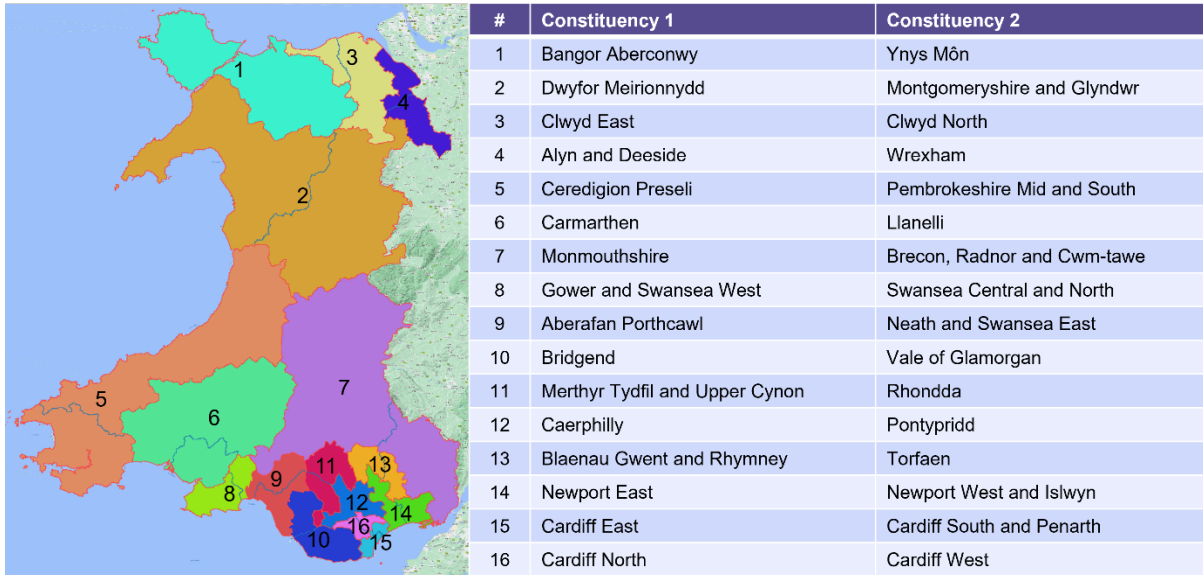 1
3
4
2
5
6
7
8
9
11
13
12
14
16
10
15
# Constituency 1 Constituency 2
1 Bangor Aberconwy Ynys Môn
2 Dwyfor Meirionnydd Montgomeryshire and Glyndwr
3 Clwyd East Clwyd North
4 Alyn and Deeside Wrexham
5 Ceredigion Preseli Pembrokeshire Mid and South
6 Carmarthen Llanelli
7 Monmouthshire Brecon, Radnor and Cwm-tawe
8 Gower and Swansea West Swansea Central and North
9 Aberafan Porthcawl Neath and Swansea East
10 Bridgend Vale of Glamorgan
11 Merthyr Tydfil and Upper Cynon Rhondda
12 Caerphilly Pontypridd
13 Blaenau Gwent and Rhymney Torfaen
14 Newport East Newport West and Islwyn
15 Cardiff East Cardiff South and Penarth
16 Cardiff North Cardiff West